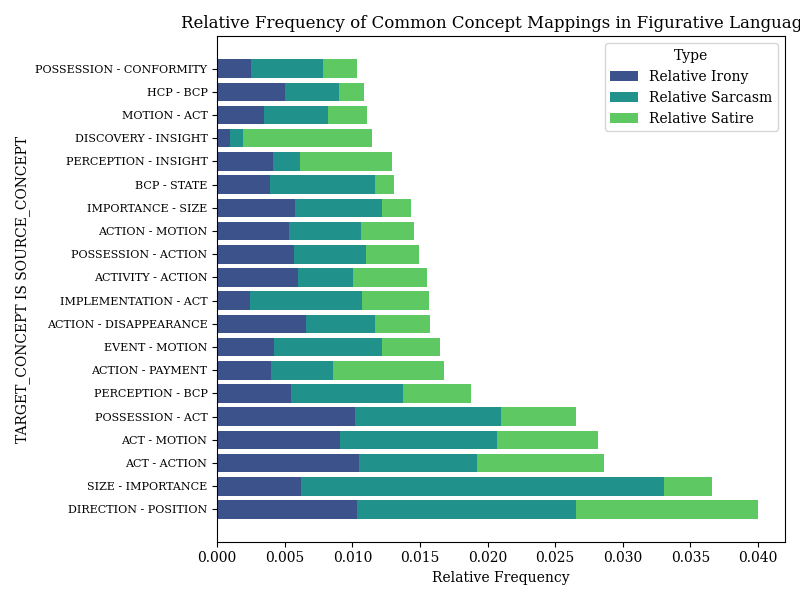 Relative Frequency of Common Concept Mappings in Figurative Languag
Type
Relative Irony
Relative Sarcasm
Relative Satire
TARGET_CONCEPT IS SOURCE_CONCEPT
POSSESSION - CONFORMITY
HCP - BCP
MOTION - ACT
DISCOVERY - INSIGHT
PERCEPTION - INSIGHT
BCP - STATE
IMPORTANCE - SIZE
ACTION - MOTION
POSSESSION - ACTION
ACTIVITY - ACTION
IMPLEMENTATION - ACT
ACTION - DISAPPEARANCE
EVENT - MOTION
ACTION - PAYMENT
PERCEPTION - BCP
POSSESSION - ACT
ACT - MOTION
ACT - ACTION
SIZE - IMPORTANCE
DIRECTION - POSITION
0.000 0.005 0.010 0.015 0.020 0.025 0.030 0.035 0.040
Relative Frequency